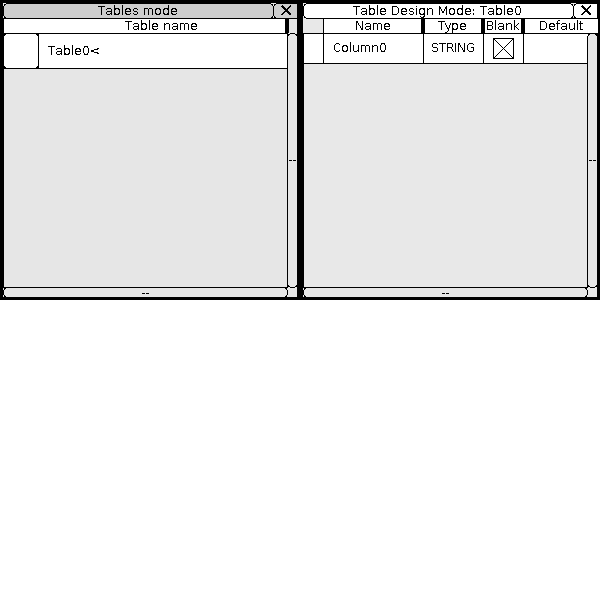 Tables mode
Table name
Table0<
--
--
Table Design Mode: Table0
Name Type Blank Default
Column0 STRING
--
--